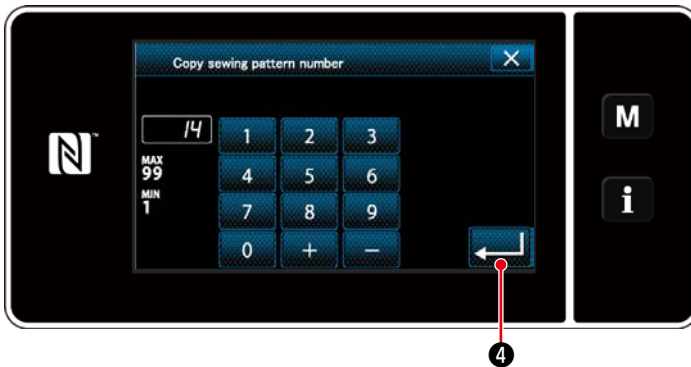 Copy sewing pattern number
14
MAX
99
MIN
1
1 2 3
4 5 6
7 8 9
0 + −
M
i
N™
4